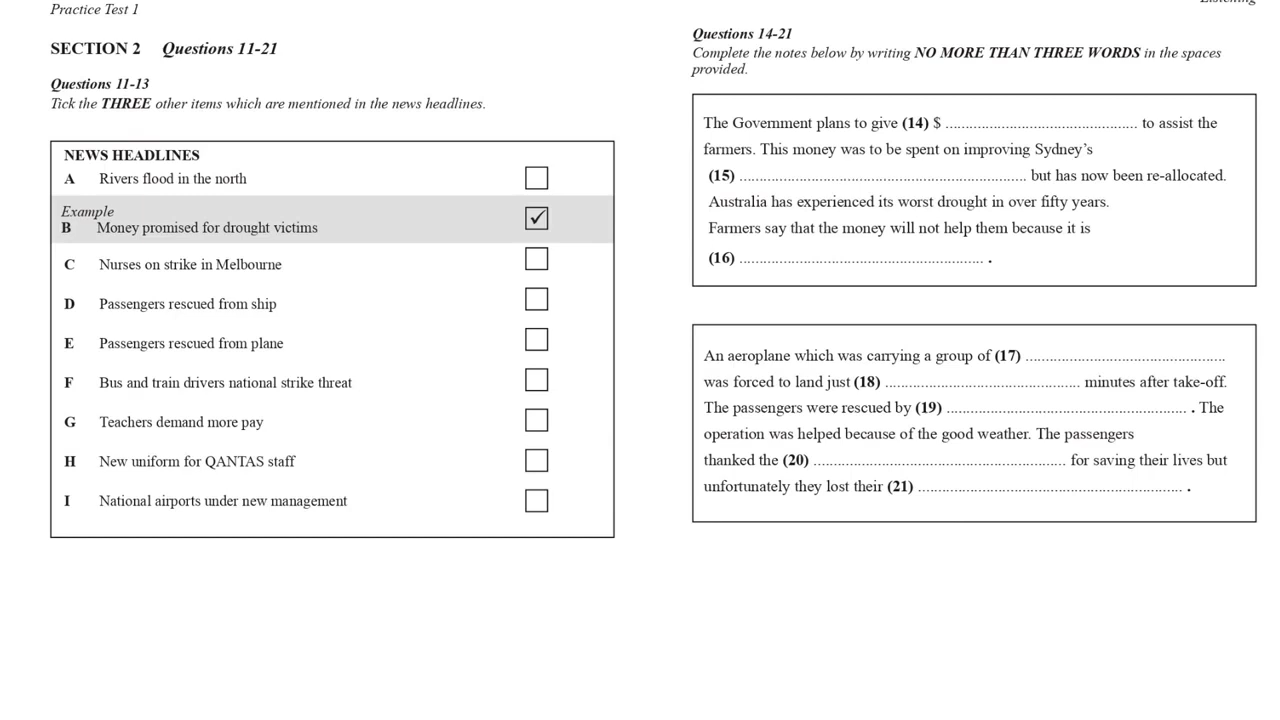 Practice Test 1
SECTION 2 Questions 11-21
Questions 11-13
Tick the THREE other items which are mentioned in the news headlines.
NEWS HEADLINES
A Rivers flood in the north
Example
B Money promised for drought victims
C Nurses on strike in Melbourne
D Passengers rescued from ship
E Passengers rescued from plane
F Bus and train drivers national strike threat
G Teachers demand more pay
H New uniform for QANTAS staff
I National airports under new management
Listening
Questions 14-21
Complete the notes below by writing NO MORE THAN THREE WORDS in the spaces
provided.
The Government plans to give (14) $ ................................................ to assist the
farmers. This money was to be spent on improving Sydney's
(15) ........................................................................ but has now been re-allocated.
Australia has experienced its worst drought in over fifty years.
Farmers say that the money will not help them because it is
(16) ............................................................. .
An aeroplane which was carrying a group of (17) ..................................................
was forced to land just (18) ................................................. minutes after take-off.
The passengers were rescued by (19) ............................................................ . The
operation was helped because of the good weather. The passengers
thanked the (20) ............................................................... for saving their lives but
unfortunately they lost their (21) .................................................................. .